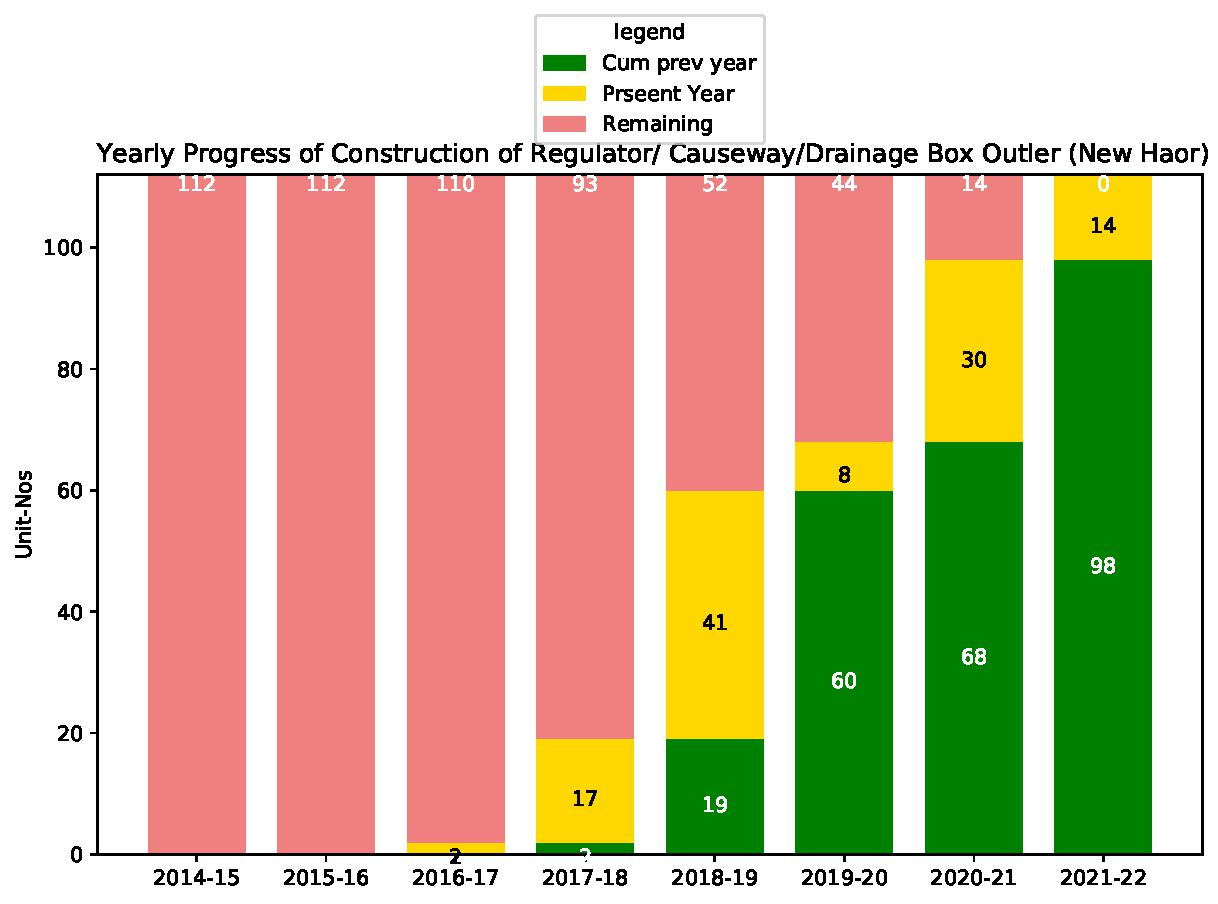 legend
Cum prev year
Prseent Year
Remaining
Yearly Progress of Construction of Regulator/ Causeway/Drainage Box Outler (New Haor)
112 112 110 93 52 44 14 0
14
100
30
80
8
60
Unit-Nos
98
41
68
60
40
20
17
19
0
2
2
2014-15 2015-16 2016-17 2017-18 2018-19 2019-20 2020-21 2021-22